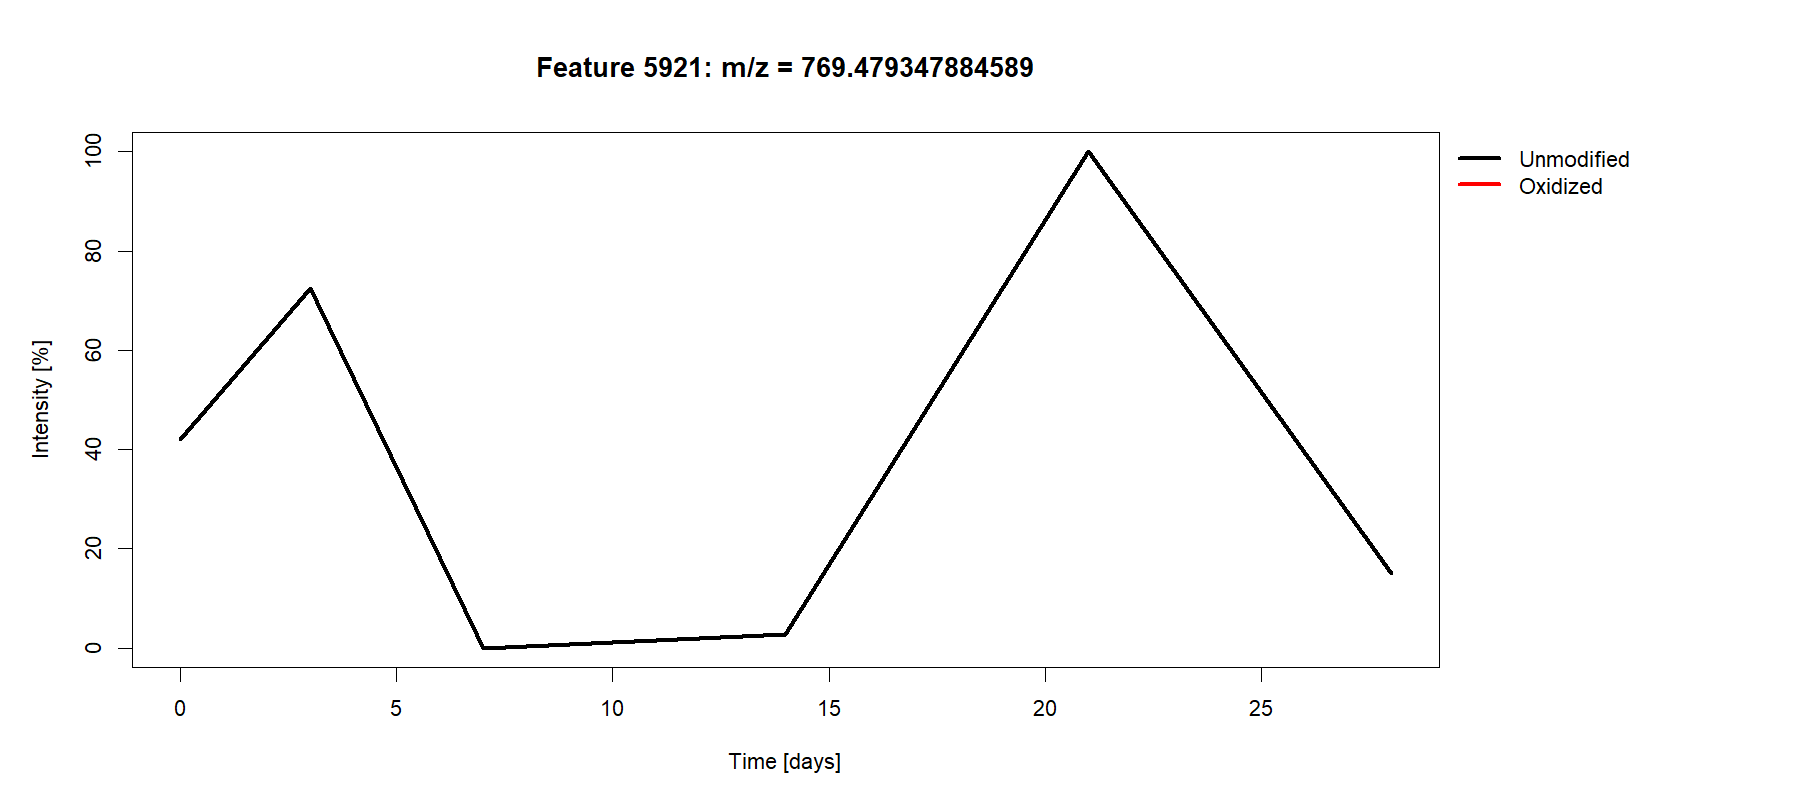 Feature 5921: m/z = 769.479347884589
Unmodified
Oxidized
Intensity [%]
100
80
60
40
20
0
0 5 10 15 20 25
Time [days]